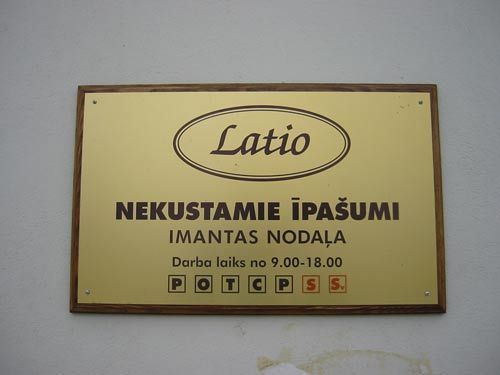 Latio
NEKUSTAMIE ĪPAŠUMI
IMANTAS NODAĻA
Darba laiks no 9.00-18.00
P O T C P S Sv